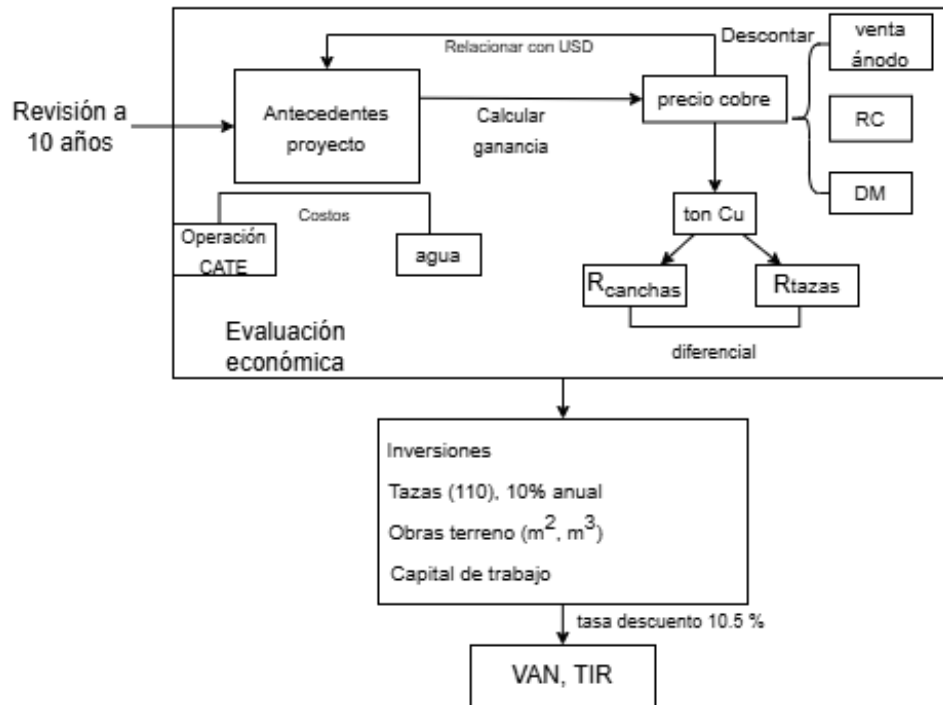 Relacionar con USD
Descontar
venta
ánodo
Revisión a
10 años
Antecedentes
proyecto
Calcular
ganancia
precio cobre
RC
DM
Costos
Operación
CATE
agua
ton Cu
Rcanchas
Rtazas
diferencial
Evaluación
económica
Inversiones
Tazas (110), 10% anual
Obras terreno (m², m³)
Capital de trabajo
tasa descuento 10.5 %
VAN, TIR